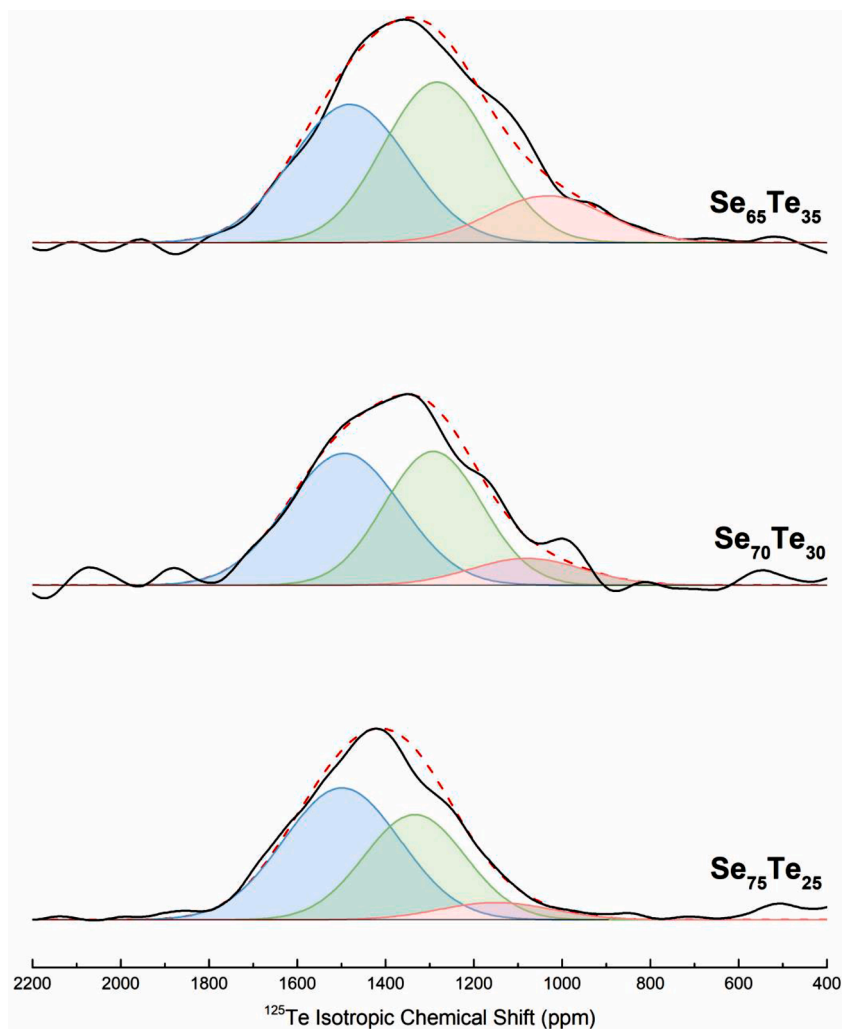 Se₆₅Te₃₅
Se₇₀Te₃₀
Se₇₅Te₂₅
2200 2000 1800 1600 1400 1200 1000 800 600 400
¹²⁵Te Isotropic Chemical Shift (ppm)